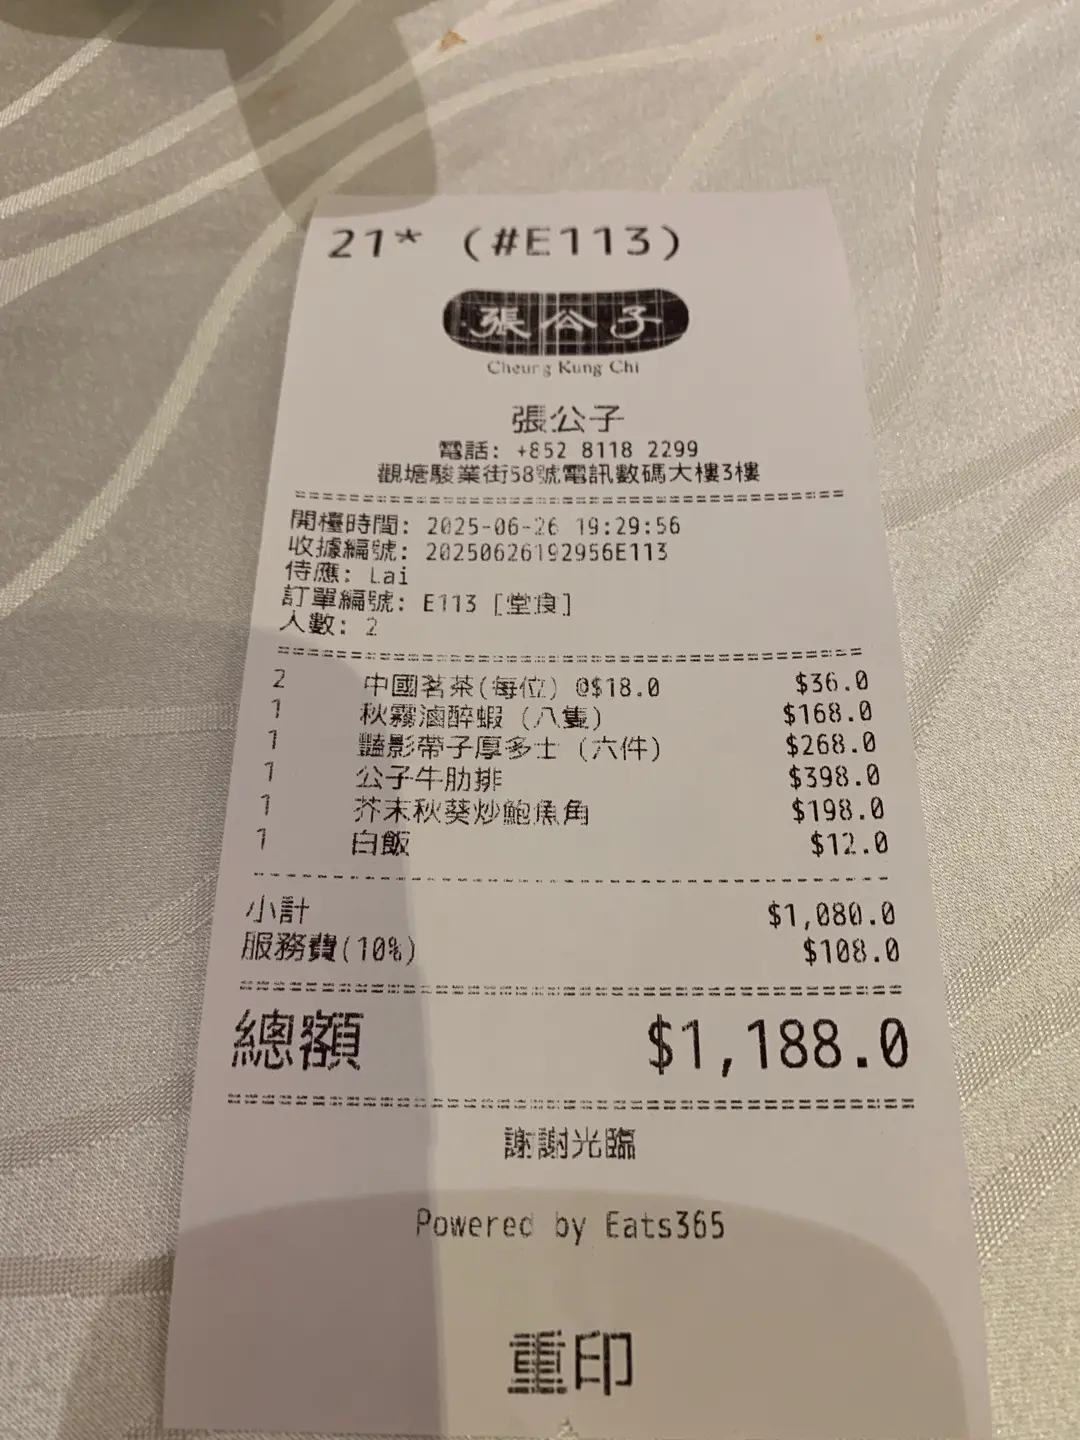 21* (#E113)
張公子
Cheung Kung Chi
張公子
電話: +852 8118 2299
觀塘駿業街58號電訊數碼大樓3樓
開檯時間: 2025-06-26 19:29:56
收據編號: 20250626192956E113
侍應: Lai
訂單編號: E113 [堂食]
人數: 2
2 中國茗茶(每位) @$18.0 $36.0
1 秋霧滷醉蝦 (八隻) $168.0
1 豔影帶子厚多士 (六件) $268.0
1 公子牛肋排 $398.0
1 芥末秋葵炒鮑魚角 $198.0
1 白飯 $12.0
小計 $1,080.0
服務費(10%) $108.0
總額 $1,188.0
謝謝光臨
Powered by Eats365
重印